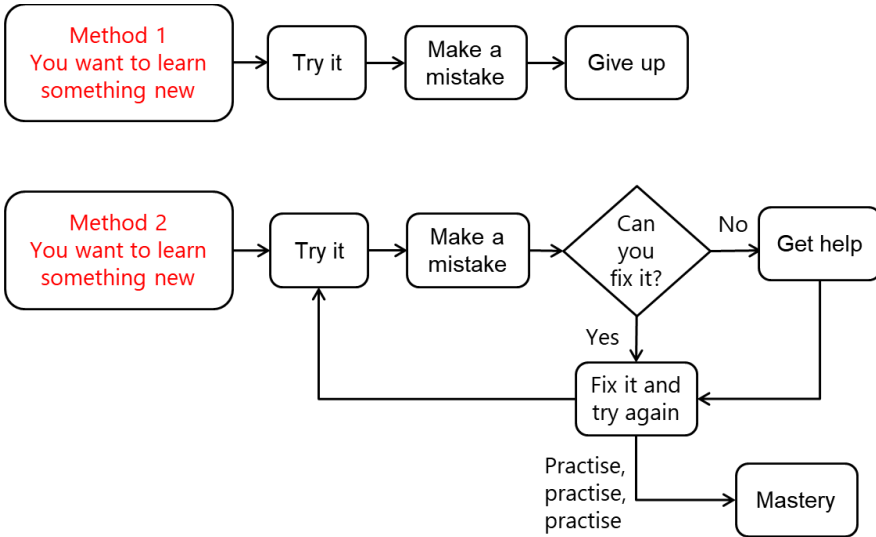 Method 1
You want to learn
something new
Try it
Make a
mistake
Give up
Method 2
You want to learn
something new
Try it
Make a
mistake
Can
you
fix it?
No
Get help
Yes
Fix it and
try again
Practise,
practise,
practise
Mastery